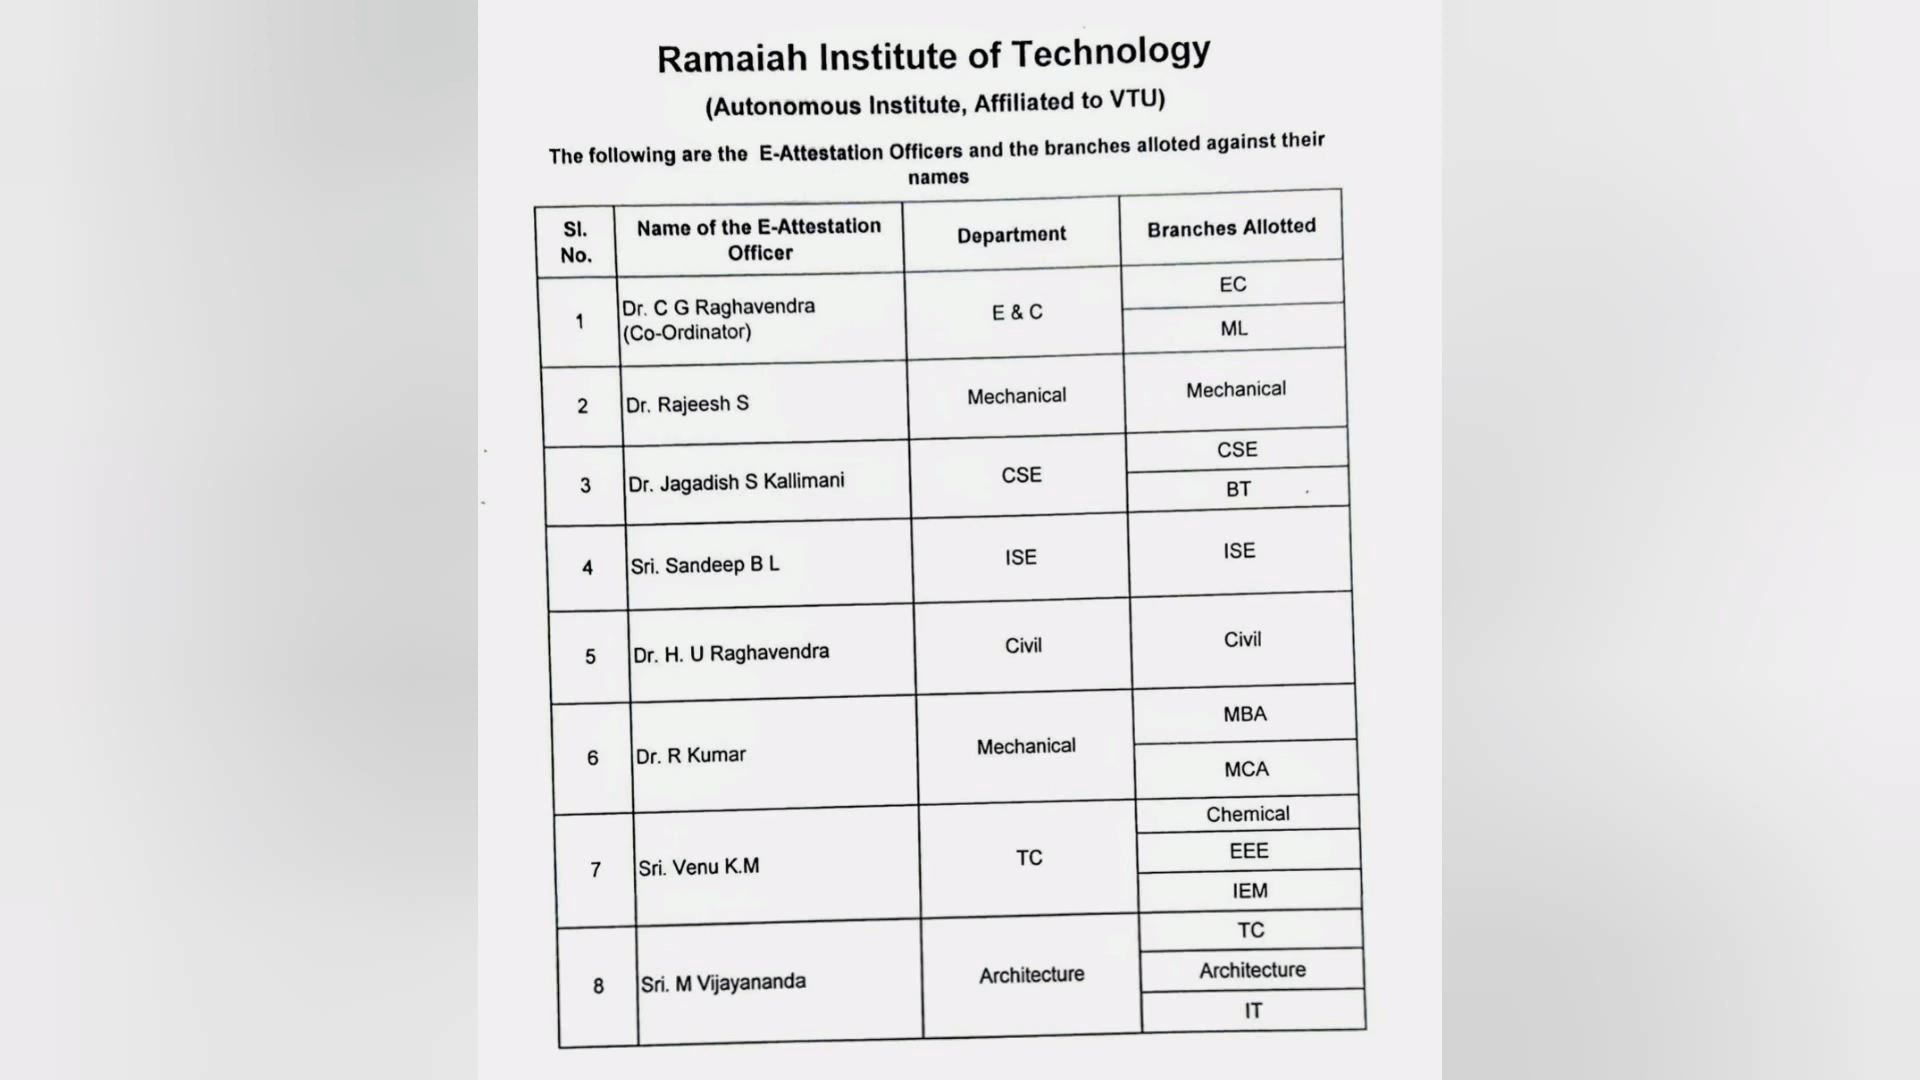 Ramaiah Institute of Technology
(Autonomous Institute, Affiliated to VTU)
The following are the E-Attestation Officers and the branches alloted against their
names
Sl. No. Name of the E-Attestation Officer Department Branches Allotted
1 Dr. C G Raghavendra (Co-Ordinator) E & C EC
ML
2 Dr. Rajeesh S Mechanical Mechanical
3 Dr. Jagadish S Kallimani CSE CSE
BT
4 Sri. Sandeep B L ISE ISE
5 Dr. H. U Raghavendra Civil Civil
6 Dr. R Kumar Mechanical MBA
MCA
7 Sri. Venu K.M TC Chemical
EEE
IEM
8 Sri. M Vijayananda Architecture TC
Architecture
IT